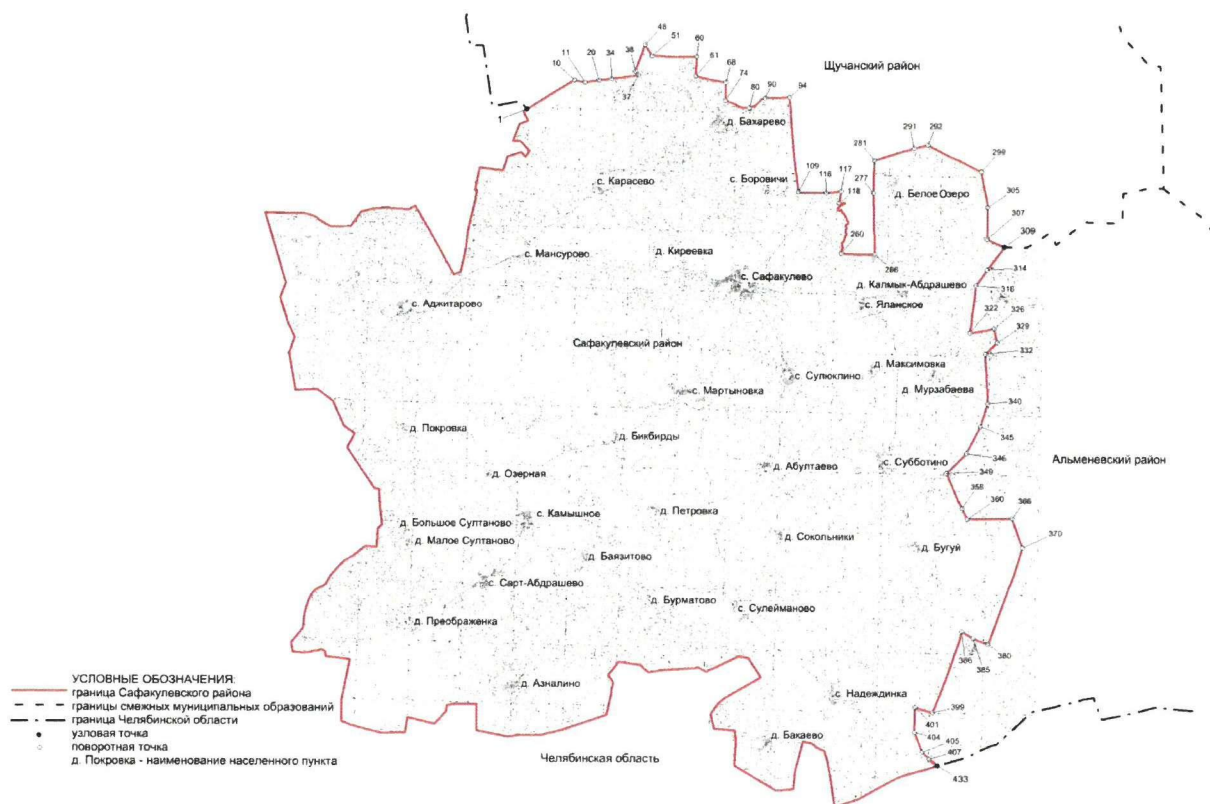 46
51
60
38
11
20
34
61
Щучанский район
10
68
37
74
80
90
94
1
д. Бахарево
291
292
281
109
116
117
298
с. Карасево
с. Боровичи
277
118
д. Белое Озеро
305
307
309
с. Мансурово
д. Киреевка
260
266
314
с. Сафакулево
д. Калмык-Абдрашево
316
с. Аджитарово
с. Яланское
322
326
329
Сафакулевский район
332
д. Максимовка
с. Сулюклино
с. Мартыновка
д. Мурзабаева
340
д. Покровка
д. Бикбирды
345
346
Альменевский район
д. Озерная
д. Абултаево
с. Субботино
349
358
360
366
д. Большое Султаново
с. Камышное
д. Петровка
д. Малое Султаново
д. Сокольники
д. Бугуй
370
д. Баязитово
с. Сарт-Абдрашево
д. Бурматово
с. Сулейманово
д. Преображенка
386
385
380
УСЛОВНЫЕ ОБОЗНАЧЕНИЯ:
граница Сафакулевского района
границы смежных муниципальных образований
граница Челябинской области
узловая точка
поворотная точка
д. Покровка - наименование населенного пункта
д. Азналино
с. Надеждинка
399
401
404
д. Бакаево
405
407
Челябинская область
433